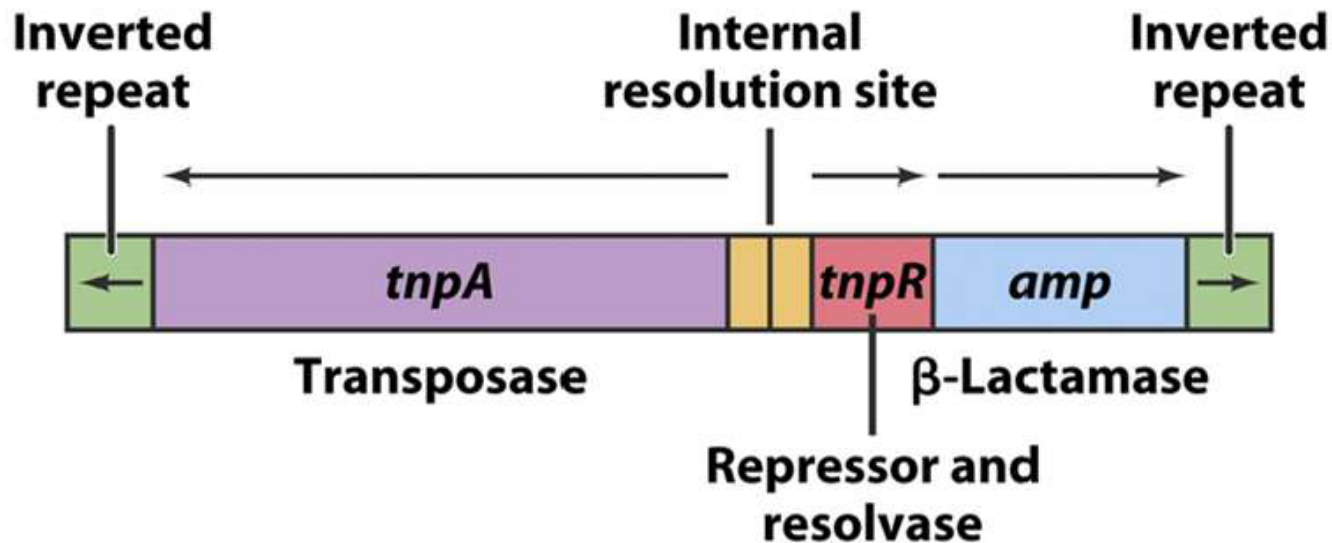 Inverted
repeat
Internal
resolution site
Inverted
repeat
tnpA
tnpR
amp
Transposase
β-Lactamase
Repressor and
resolvase